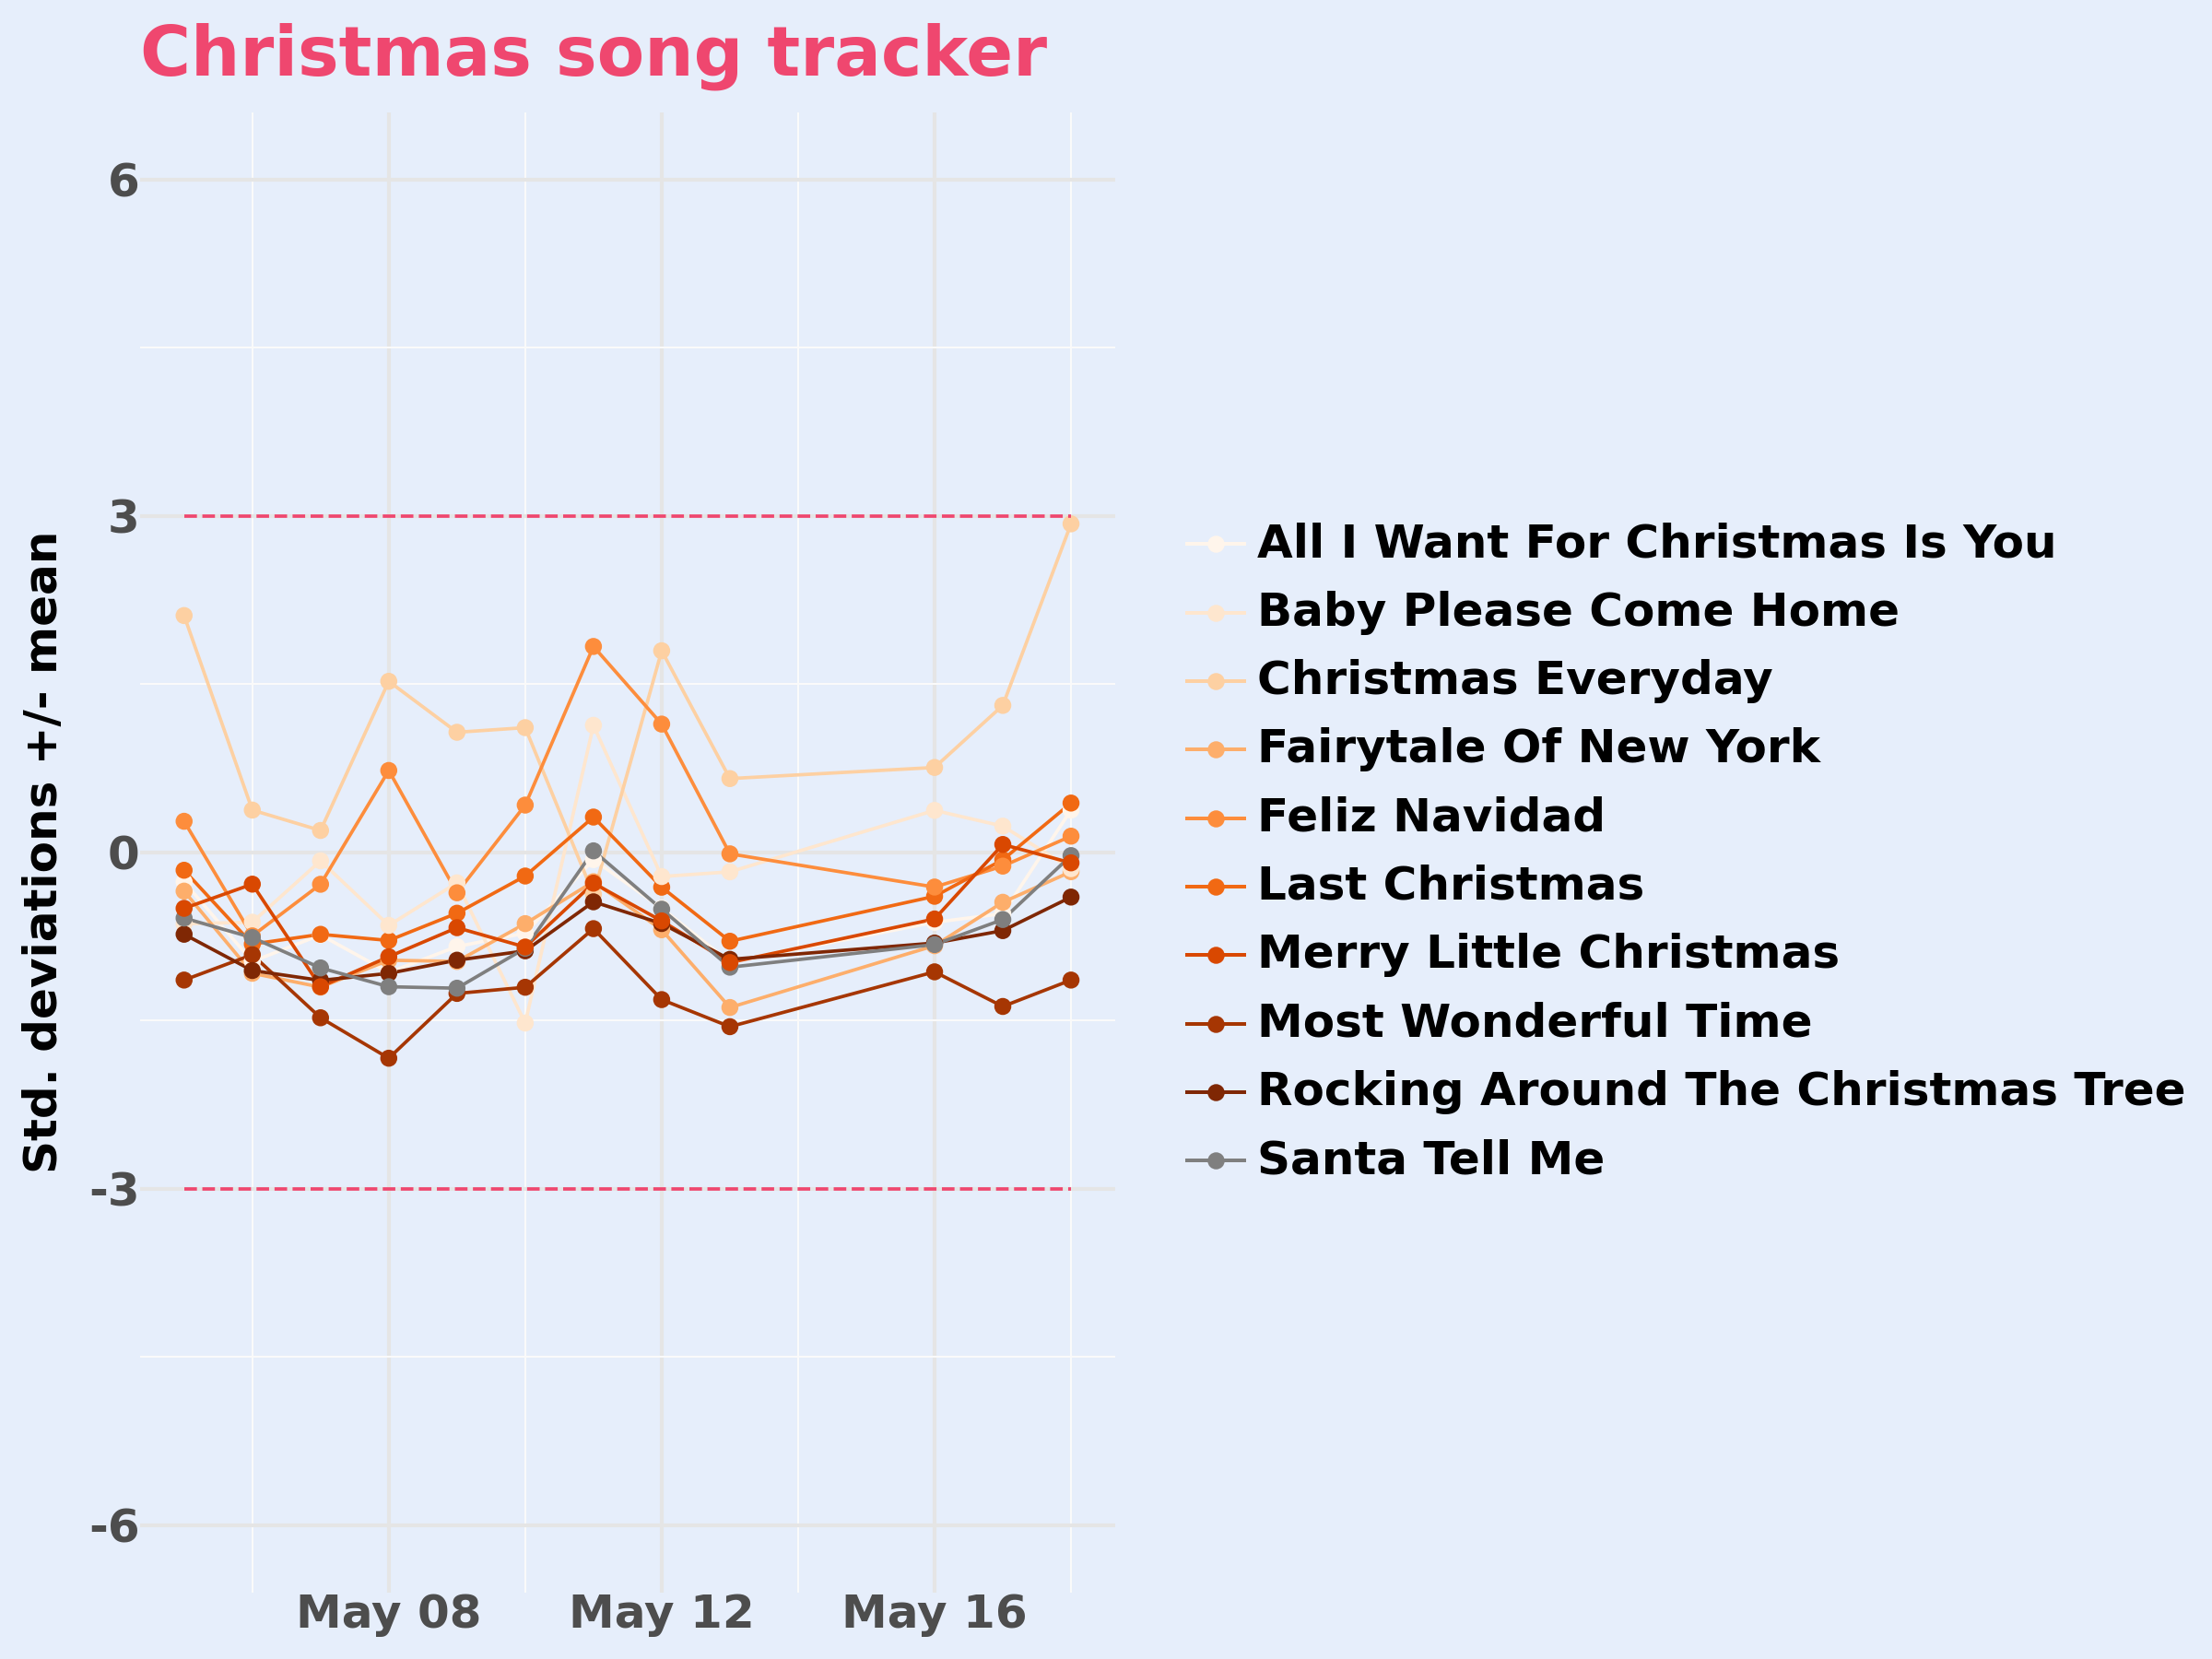 Christmas song tracker
Std. deviations +/- mean
6
3
0
-3
-6
May 08
May 12
May 16
All I Want For Christmas Is You
Baby Please Come Home
Christmas Everyday
Fairytale Of New York
Feliz Navidad
Last Christmas
Merry Little Christmas
Most Wonderful Time
Rocking Around The Christmas Tree
Santa Tell Me